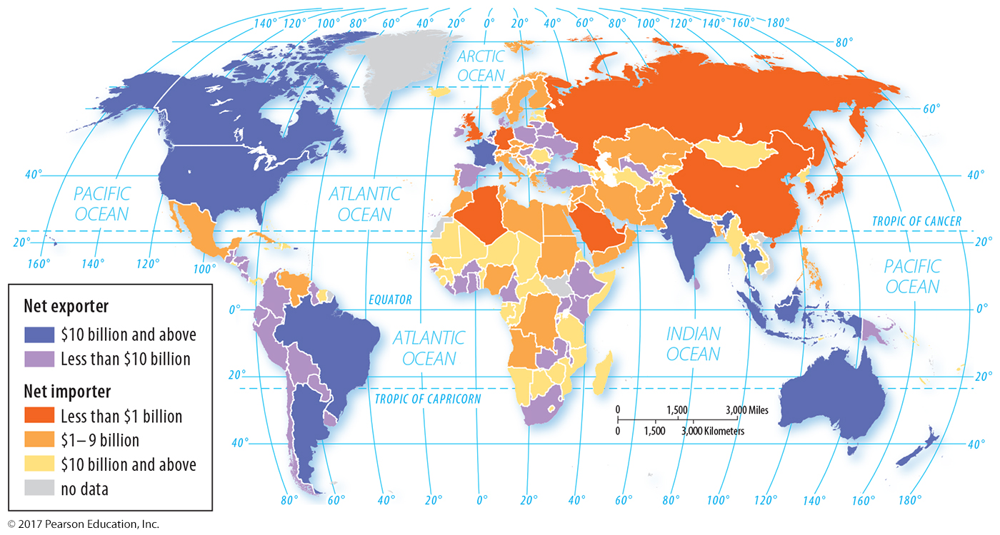 140° 120° 100° 80° 60° 40° 20° 0° 20° 40° 60° 80° 100° 120° 140° 160° 180°
80°
ARCTIC
OCEAN
60°
40°
40°
PACIFIC
OCEAN
ATLANTIC
OCEAN
TROPIC OF CANCER
20°
20°
160° 140° 120° 100°
PACIFIC
OCEAN
EQUATOR
0°
0°
ATLANTIC
OCEAN
INDIAN
OCEAN
20°
20°
TROPIC OF CAPRICORN
0 1,500 3,000 Miles
0 1,500 3,000 Kilometers
40°
40°
80° 60° 40° 20° 0° 20° 40° 60° 80° 100° 120° 140° 160° 180°
Net exporter
$10 billion and above
Less than $10 billion
Net importer
Less than $1 billion
$1–9 billion
$10 billion and above
no data
© 2017 Pearson Education, Inc.